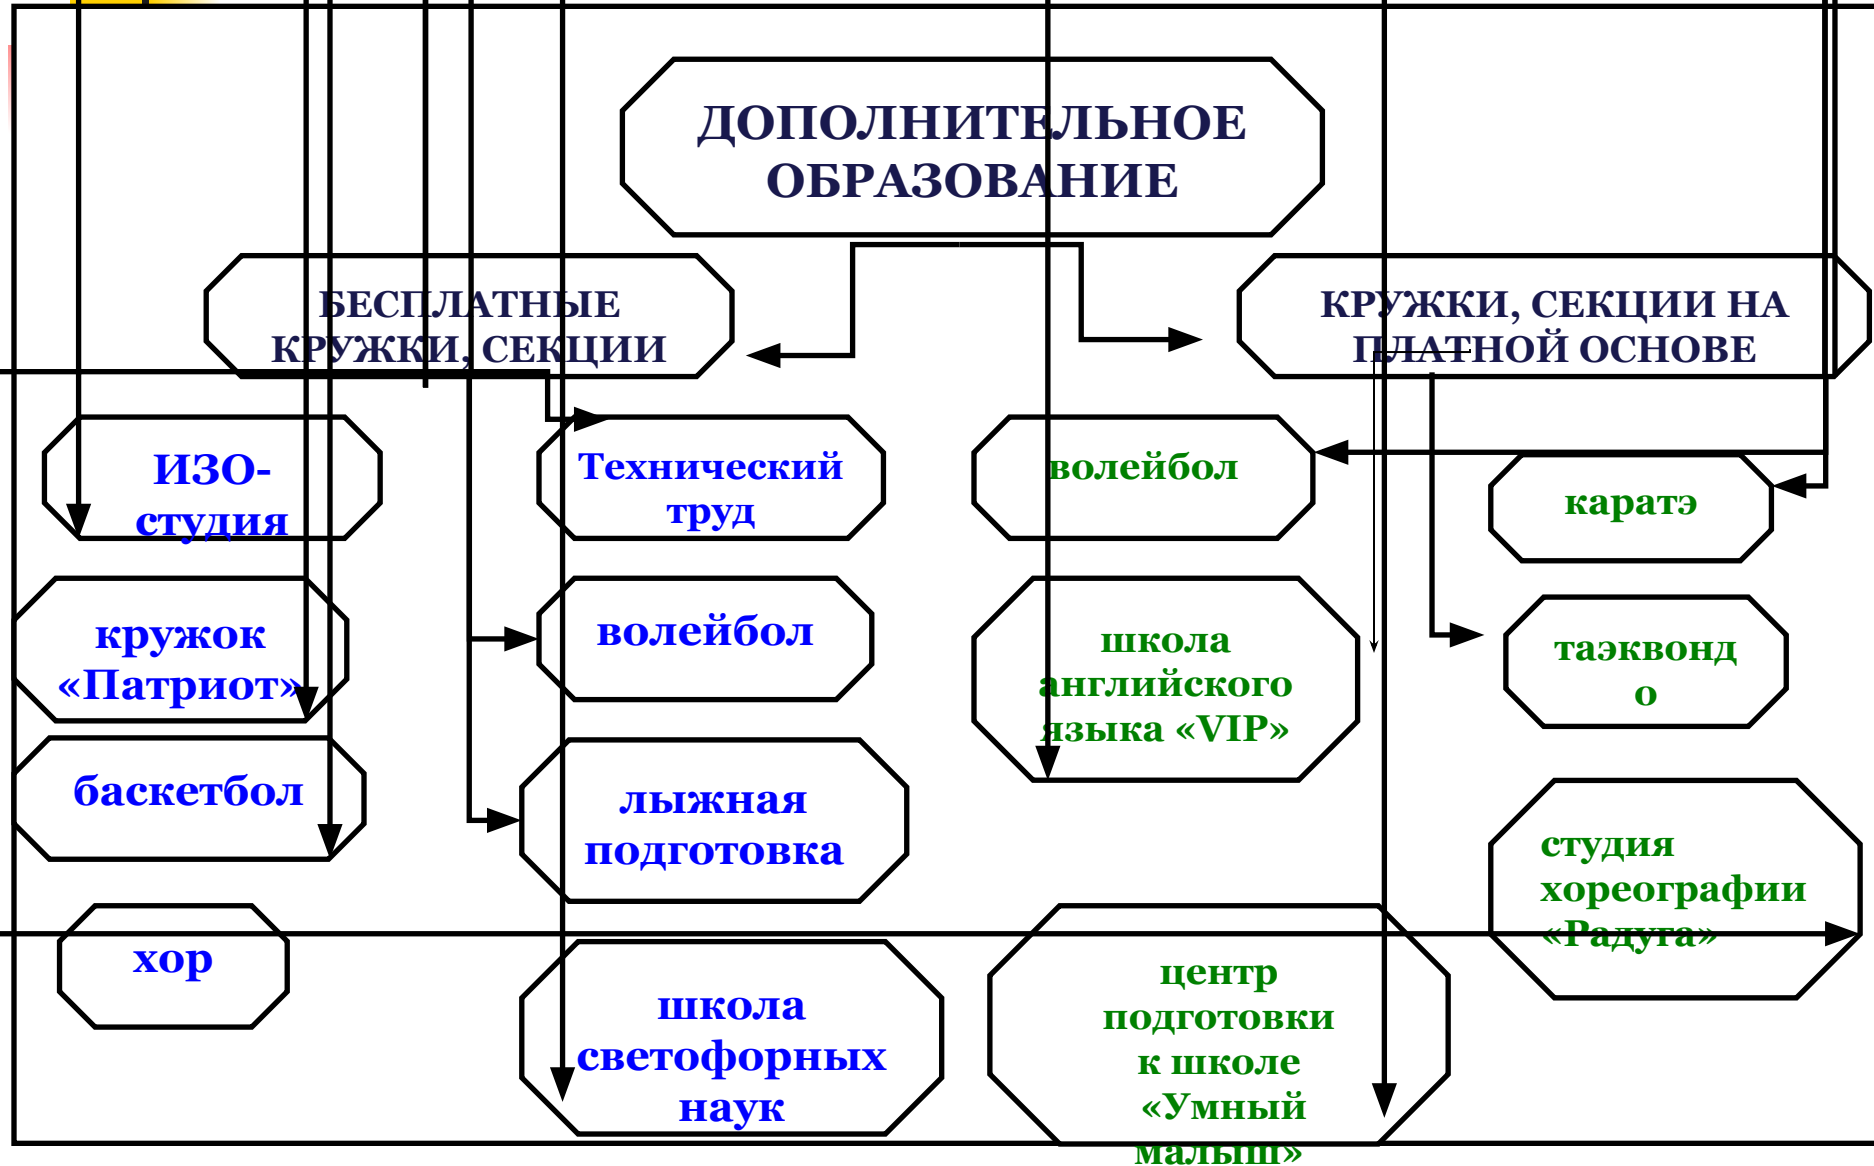 ДОПОЛНИТЕЛЬНОЕ
ОБРАЗОВАНИЕ
БЕСПЛАТНЫЕ
КРУЖКИ, СЕКЦИИ
КРУЖКИ, СЕКЦИИ НА
ПЛАТНОЙ ОСНОВЕ
ИЗО-
студия
Технический
труд
волейбол
каратэ
кружок
«Патриот»
волейбол
школа
английского
языка «VIP»
таэквонд
о
баскетбол
лыжная
подготовка
студия
хореографии
«Радуга»
хор
школа
светофорных
наук
центр
подготовки
к школе
«Умный
малыш»